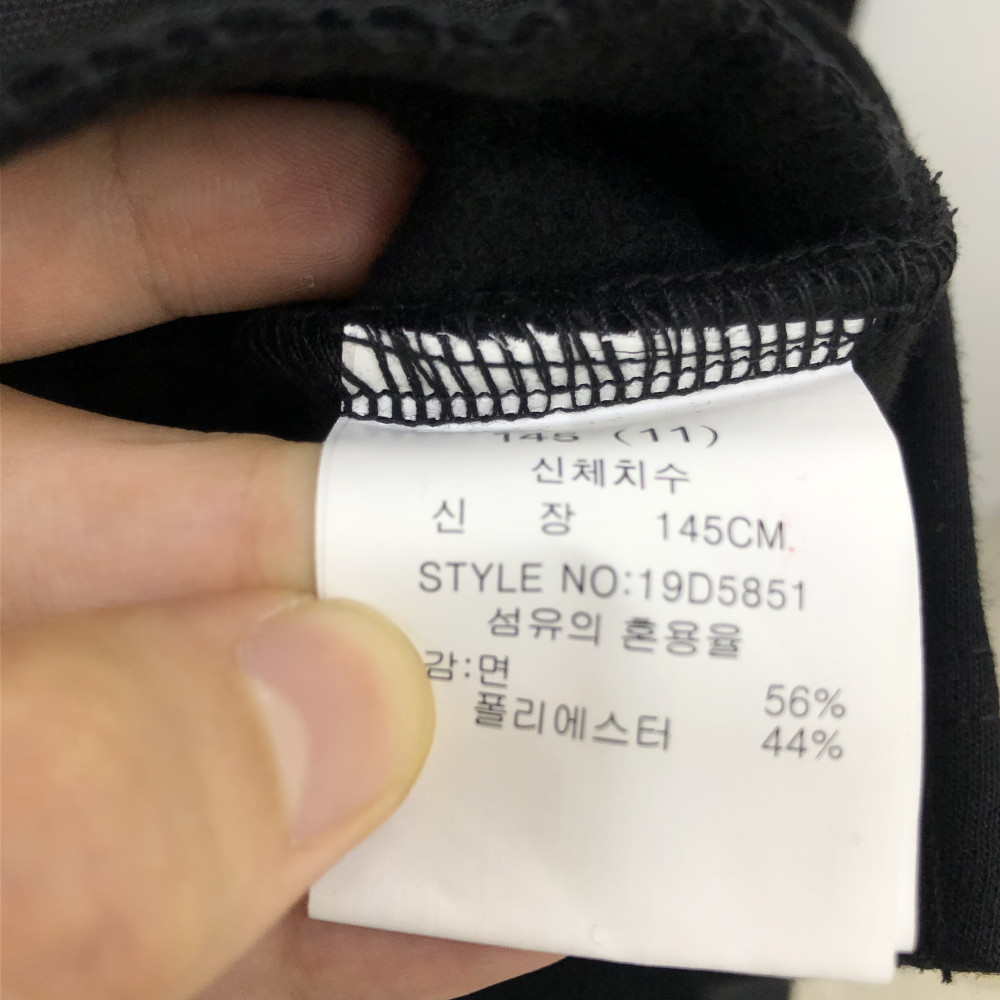 145 (11)
신체치수
신 장 145CM.
STYLE NO:19D5851
섬유의 혼용율
감:면 56%
폴리에스터 44%